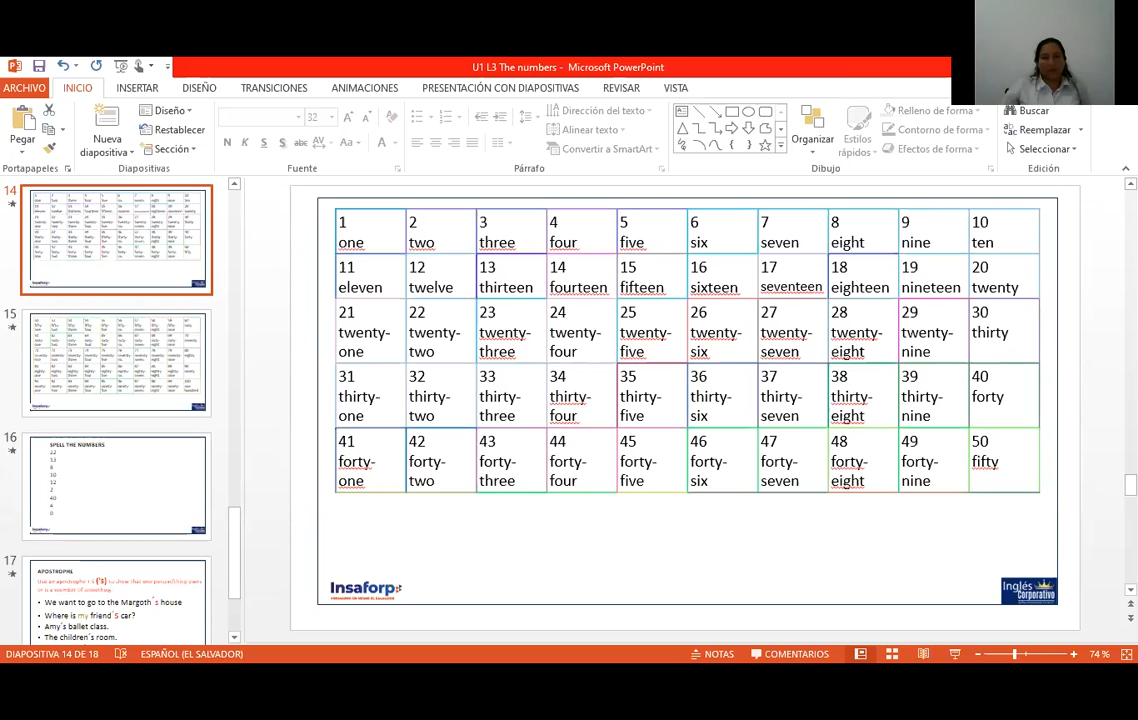 U1 L3 The numbers - Microsoft PowerPoint
ARCHIVO INICIO INSERTAR DISEÑO TRANSICIONES ANIMACIONES PRESENTACIÓN CON DIAPOSITIVAS REVISAR VISTA
Pegar
Portapapeles
Nueva
diapositiva
Diseño
Restablecer
Sección
Diapositivas
32
N K S S abc AV Aa A
Fuente
Dirección del texto
Alinear texto
Convertir a SmartArt
Párrafo
Organizar
Estilos
rápidos
Relleno de forma
Contorno de forma
Efectos de forma
Dibujo
Buscar
Reemplazar
Seleccionar
Edición
14
15
16
SPELL THE NUMBERS
17
APOSTROPHE
We want to go to the Margoth´s house
Where is my friend´s car?
Amy´s ballet class.
The children´s room.
1 2 3 4 5 6 7 8 9 10
one two three four five six seven eight nine ten
11 12 13 14 15 16 17 18 19 20
eleven twelve thirteen fourteen fifteen sixteen seventeen eighteen nineteen twenty
21 22 23 24 25 26 27 28 29 30
twenty- twenty- twenty- twenty- twenty- twenty- twenty- twenty- twenty- thirty
one two three four five six seven eight nine
31 32 33 34 35 36 37 38 39 40
thirty- thirty- thirty- thirty- thirty- thirty- thirty- thirty- thirty- forty
one two three four five six seven eight nine
41 42 43 44 45 46 47 48 49 50
forty- forty- forty- forty- forty- forty- forty- forty- forty- fifty
one two three four five six seven eight nine
Insaforp
Inglés
Corporativo
DIAPOSITIVA 14 DE 18 ESPAÑOL (EL SALVADOR) NOTAS COMENTARIOS 74 %